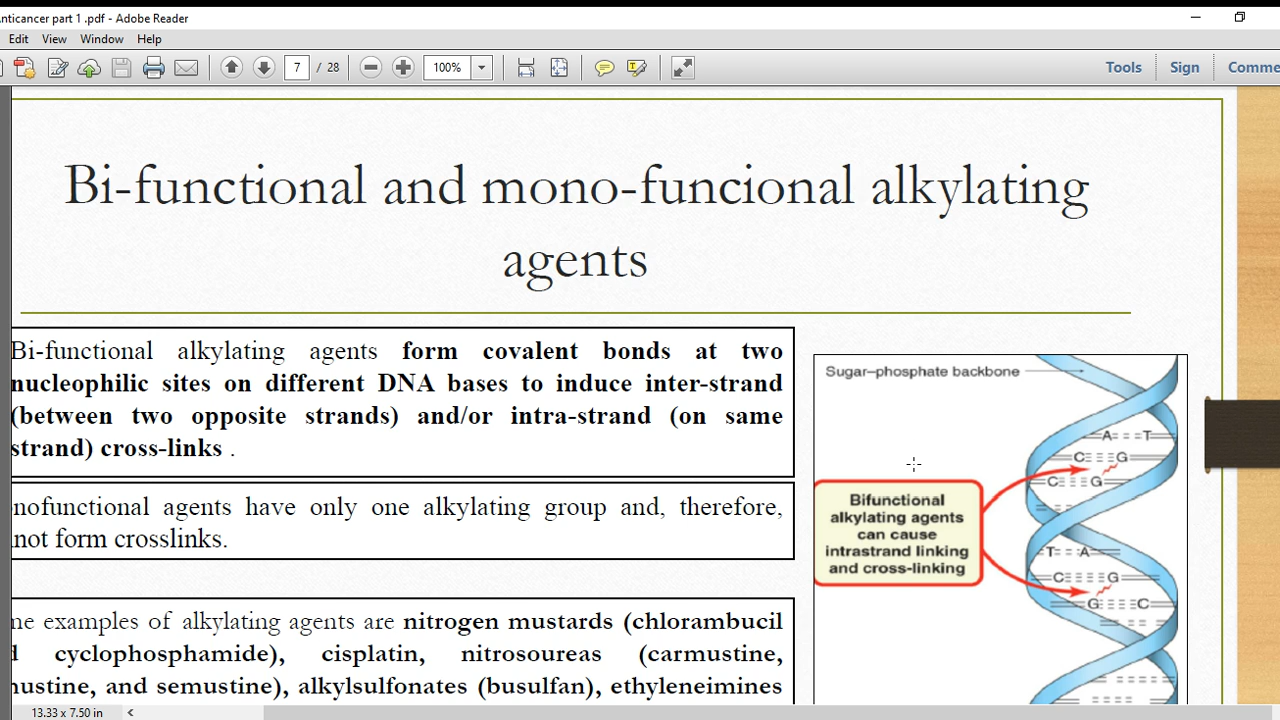 nticancer part 1 .pdf - Adobe Reader
Edit View Window Help
7 / 28 100% Tools Sign Comme
Bi-functional and mono-funcional alkylating
agents
Bi-functional alkylating agents form covalent bonds at two
nucleophilic sites on different DNA bases to induce inter-strand
(between two opposite strands) and/or intra-strand (on same
strand) cross-links .
nofunctional agents have only one alkylating group and, therefore,
not form crosslinks.
ne examples of alkylating agents are nitrogen mustards (chlorambucil
d cyclophosphamide), cisplatin, nitrosoureas (carmustine,
nustine, and semustine), alkylsulfonates (busulfan), ethyleneimines
Sugar–phosphate backbone
A T
C G
C G
Bifunctional
alkylating agents
can cause
intrastrand linking
and cross-linking
T A
C G
G C
13.33 x 7.50 in